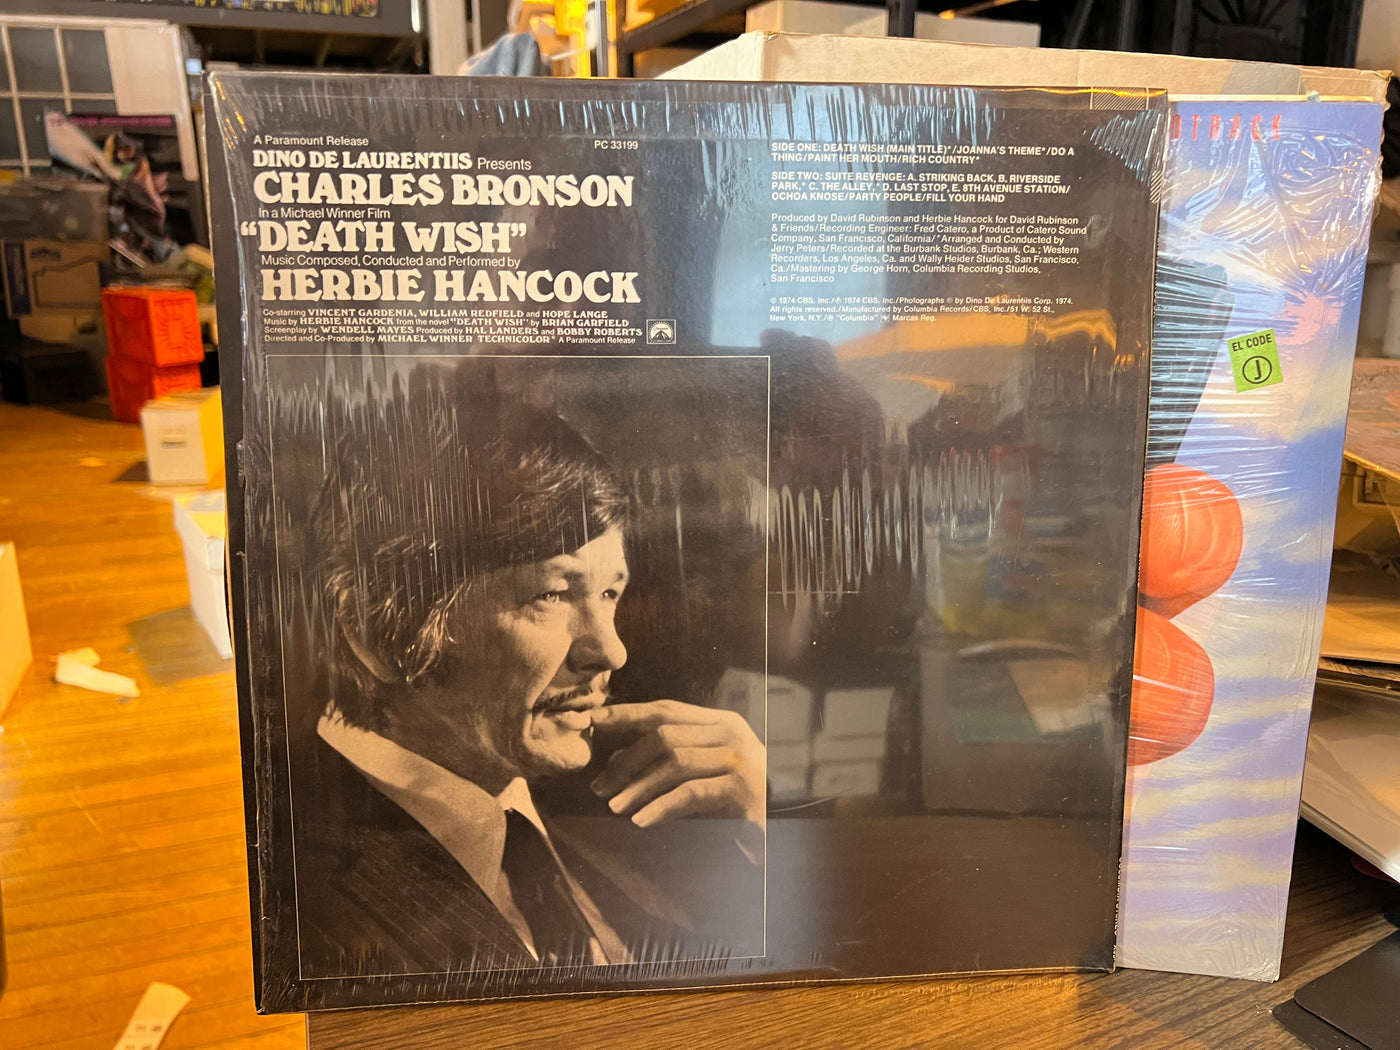 A Paramount Release
PC 33199
DINO DE LAURENTIIS Presents
CHARLES BRONSON
In a Michael Winner Film
“DEATH WISH”
Music Composed, Conducted and Performed by
HERBIE HANCOCK
Co-starring VINCENT GARDENIA, WILLIAM REDFIELD and HOPE LANGE
Music by HERBIE HANCOCK from the novel "DEATH WISH" by BRIAN GARFIELD
Screenplay by WENDELL MAYES Produced by HAL LANDERS and BOBBY ROBERTS
Directed and Co-Produced by MICHAEL WINNER TECHNICOLOR® A Paramount Release
SIDE ONE: DEATH WISH (MAIN TITLE)*/JOANNA'S THEME*/DO A
THING/PAINT HER MOUTH/RICH COUNTRY*
SIDE TWO: SUITE REVENGE: A. STRIKING BACK, B. RIVERSIDE
PARK,* C. THE ALLEY,* D. LAST STOP, E. 8TH AVENUE STATION/
OCHOA KNOSE/PARTY PEOPLE/FILL YOUR HAND
Produced by David Rubinson and Herbie Hancock for David Rubinson
& Friends/Recording Engineer: Fred Catero, a Product of Catero Sound
Company, San Francisco, California/*Arranged and Conducted by
Jerry Peters/Recorded at the Burbank Studios, Burbank, Ca.; Western
Recorders, Los Angeles, Ca. and Wally Heider Studios, San Francisco,
Ca./Mastering by George Horn, Columbia Recording Studios,
San Francisco
© 1974 CBS, Inc./℗ 1974 CBS, Inc./Photographs © by Dino De Laurentiis Corp. 1974.
All rights reserved./Manufactured by Columbia Records/CBS, Inc./51 W. 52 St.,
New York, N.Y./® "Columbia" Marcas Reg.
DTRACK
EL CODE
J